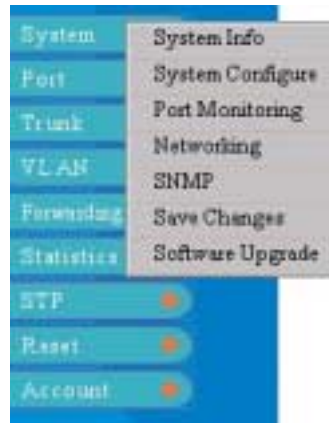 System
Port
Trunk
VLAN
Forwarding
Statistics
STP
Reset
Account
System Info
System Configure
Port Monitoring
Networking
SNMP
Save Changes
Software Upgrade